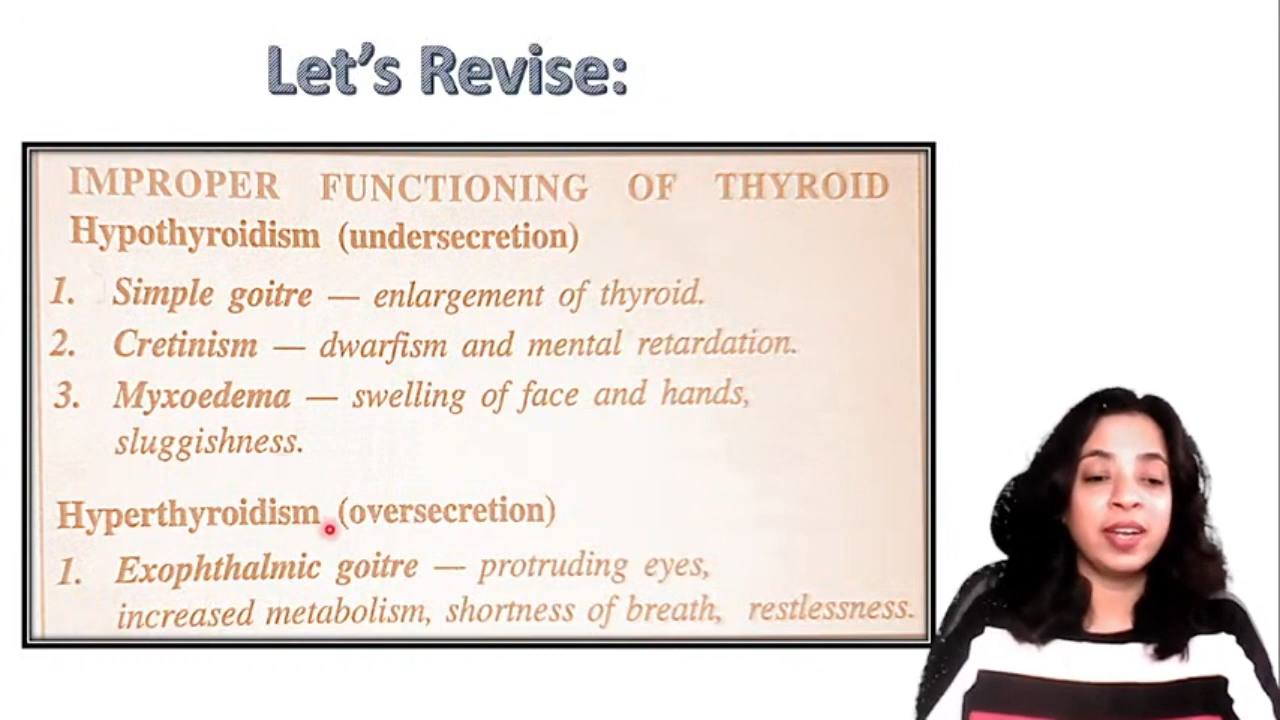 Let's Revise:
IMPROPER FUNCTIONING OF THYROID
Hypothyroidism (undersecretion)
1. Simple goitre — enlargement of thyroid.
2. Cretinism — dwarfism and mental retardation.
3. Myxoedema — swelling of face and hands,
sluggishness.
Hyperthyroidism (oversecretion)
1. Exophthalmic goitre — protruding eyes,
increased metabolism, shortness of breath, restlessness.